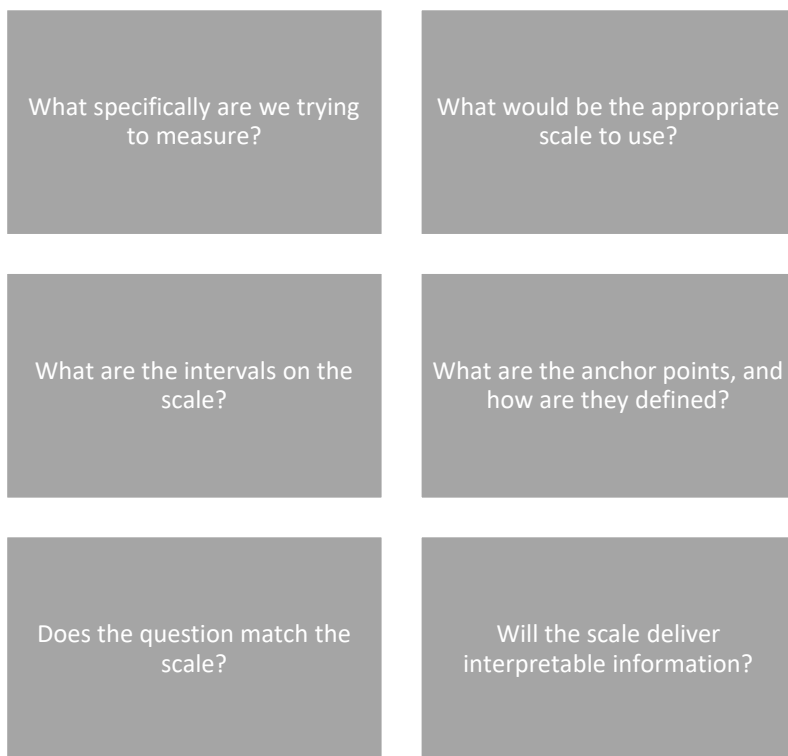 What specifically are we trying
to measure?
What would be the appropriate
scale to use?
What are the intervals on the
scale?
What are the anchor points, and
how are they defined?
Does the question match the
scale?
Will the scale deliver
interpretable information?